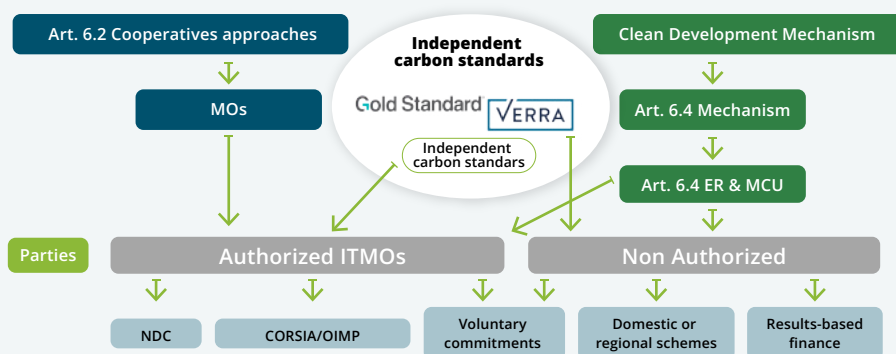 Art. 6.2 Cooperatives approaches
Independent
carbon standards
Clean Development Mechanism
Gold Standard
VERRA
MOs
Art. 6.4 Mechanism
Independent
carbon standars
Art. 6.4 ER & MCU
Parties
Authorized ITMOs
Non Authorized
NDC
CORSIA/OIMP
Voluntary
commitments
Domestic or
regional schemes
Results-based
finance